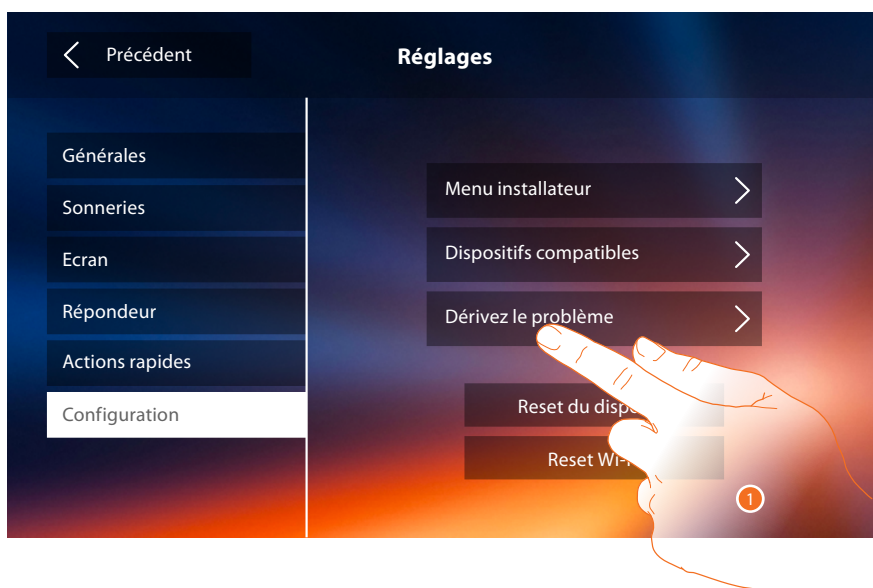 Précédent
Réglages
Générales
Sonneries
Ecran
Répondeur
Actions rapides
Configuration
Menu installateur
Dispositifs compatibles
Dérivez le problème
Reset du
Reset
1